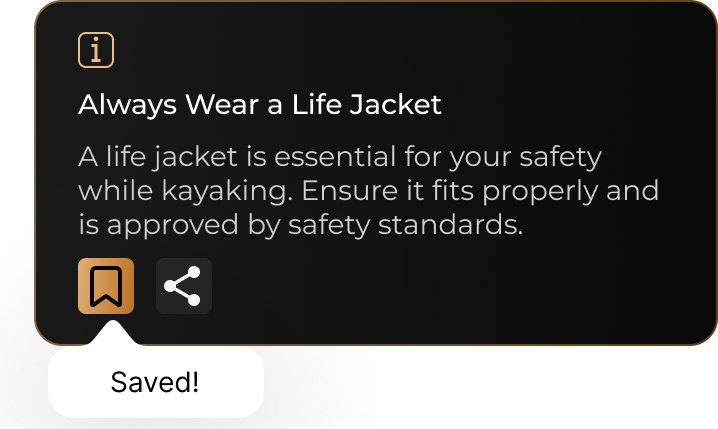 Always Wear a Life Jacket
A life jacket is essential for your safety
while kayaking. Ensure it fits properly and
is approved by safety standards.
Saved!